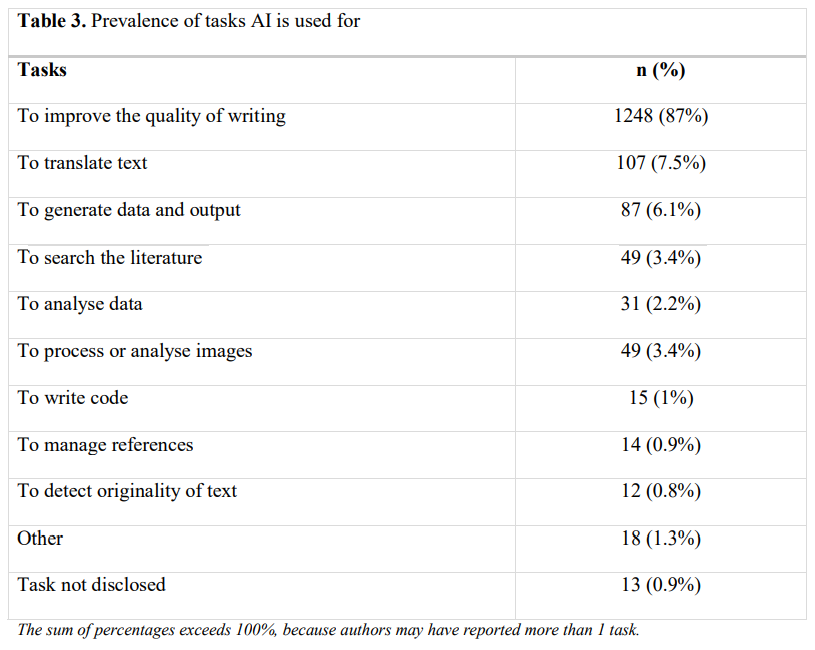 Table 3. Prevalence of tasks AI is used for
Tasks n (%)
To improve the quality of writing 1248 (87%)
To translate text 107 (7.5%)
To generate data and output 87 (6.1%)
To search the literature 49 (3.4%)
To analyse data 31 (2.2%)
To process or analyse images 49 (3.4%)
To write code 15 (1%)
To manage references 14 (0.9%)
To detect originality of text 12 (0.8%)
Other 18 (1.3%)
Task not disclosed 13 (0.9%)
The sum of percentages exceeds 100%, because authors may have reported more than 1 task.